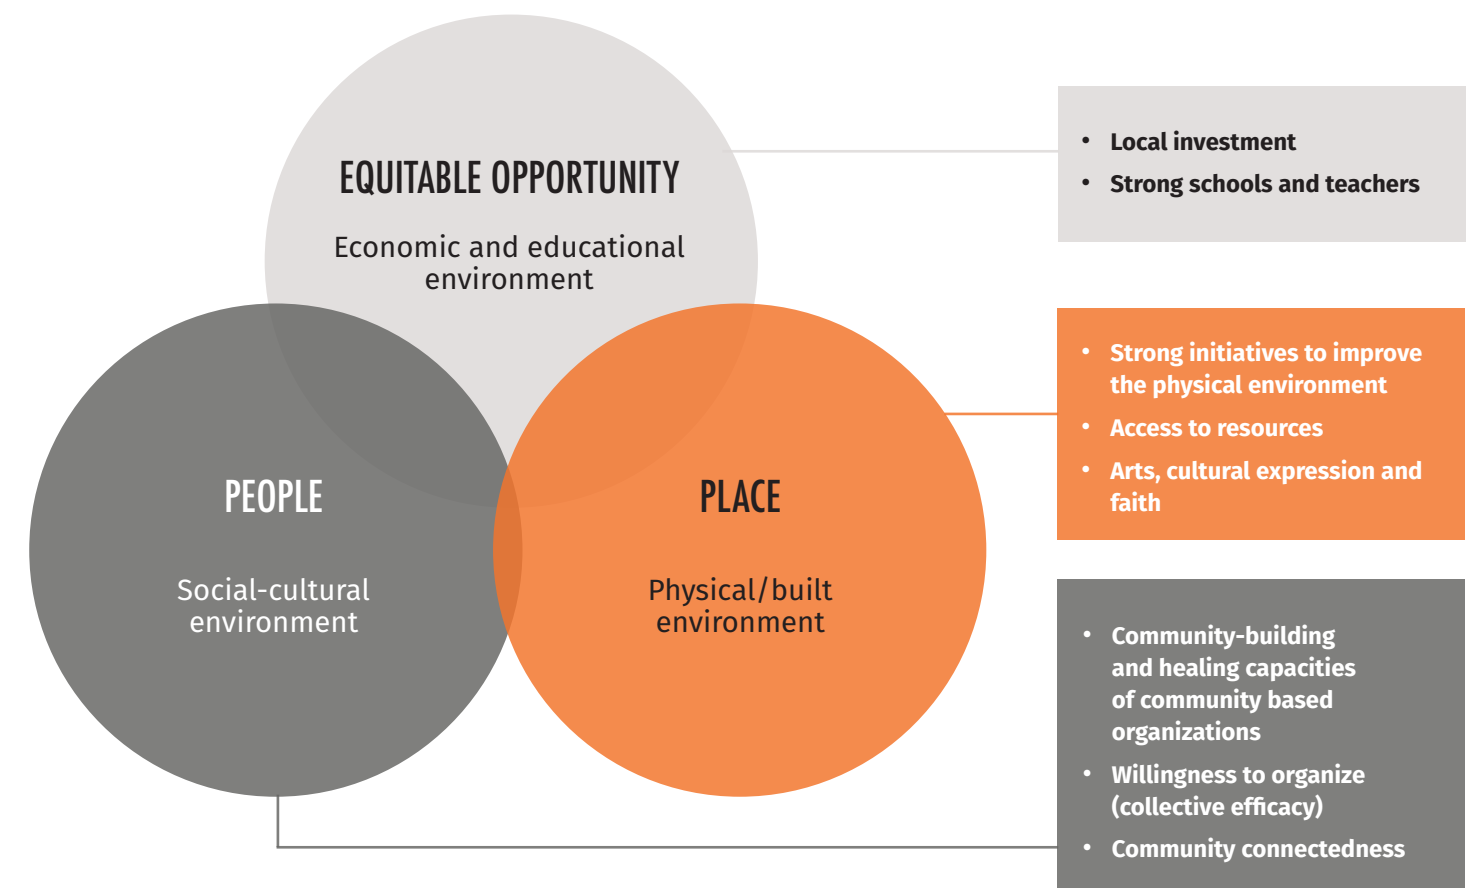 EQUITABLE OPPORTUNITY
Economic and educational
environment
PEOPLE
Social-cultural
environment
PLACE
Physical/built
environment
• Local investment
• Strong schools and teachers
• Strong initiatives to improve
the physical environment
• Access to resources
• Arts, cultural expression and
faith
• Community-building
and healing capacities
of community based
organizations
• Willingness to organize
(collective efficacy)
• Community connectedness